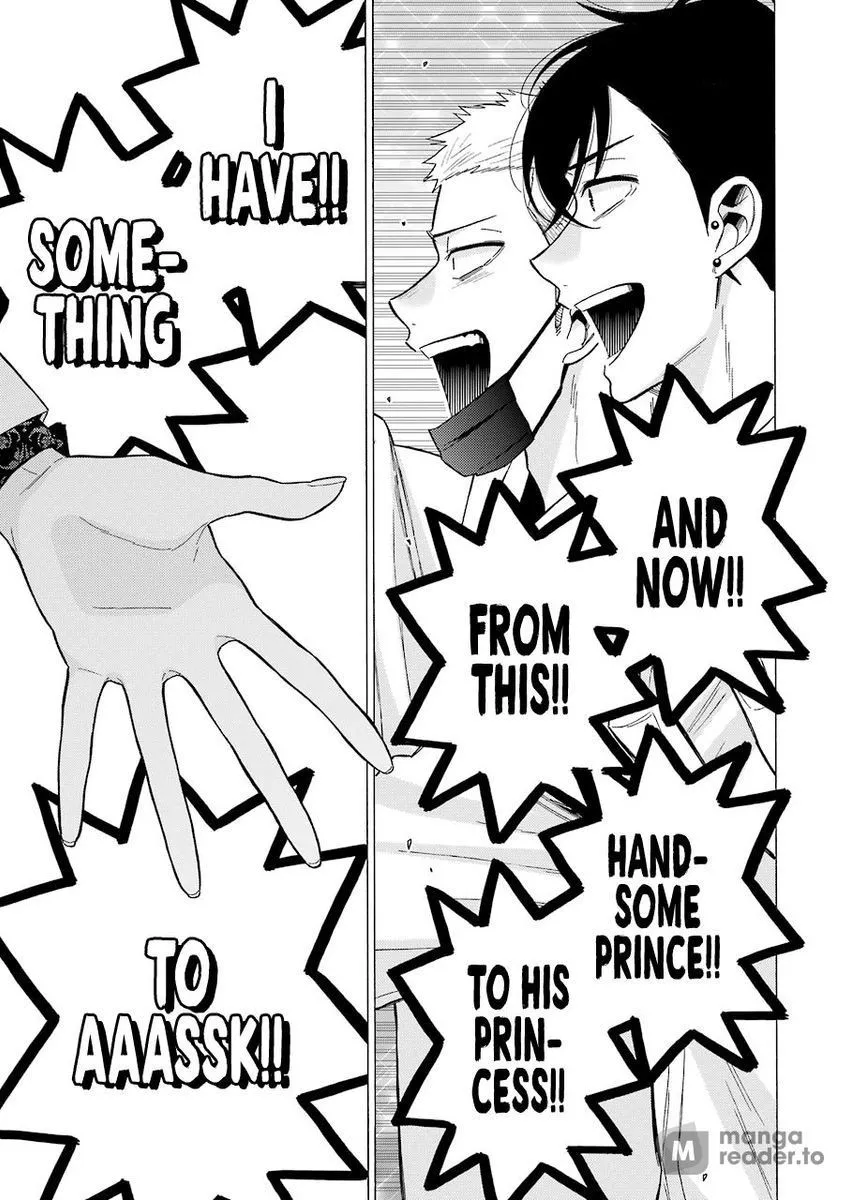 AND
NOW!!
FROM
THIS!!
HAND-
SOME
PRINCE!!
TO HIS
PRIN-
CESS!!
I
HAVE!!
SOME-
THING
TO
AAASSK!!
M manga
reader.to